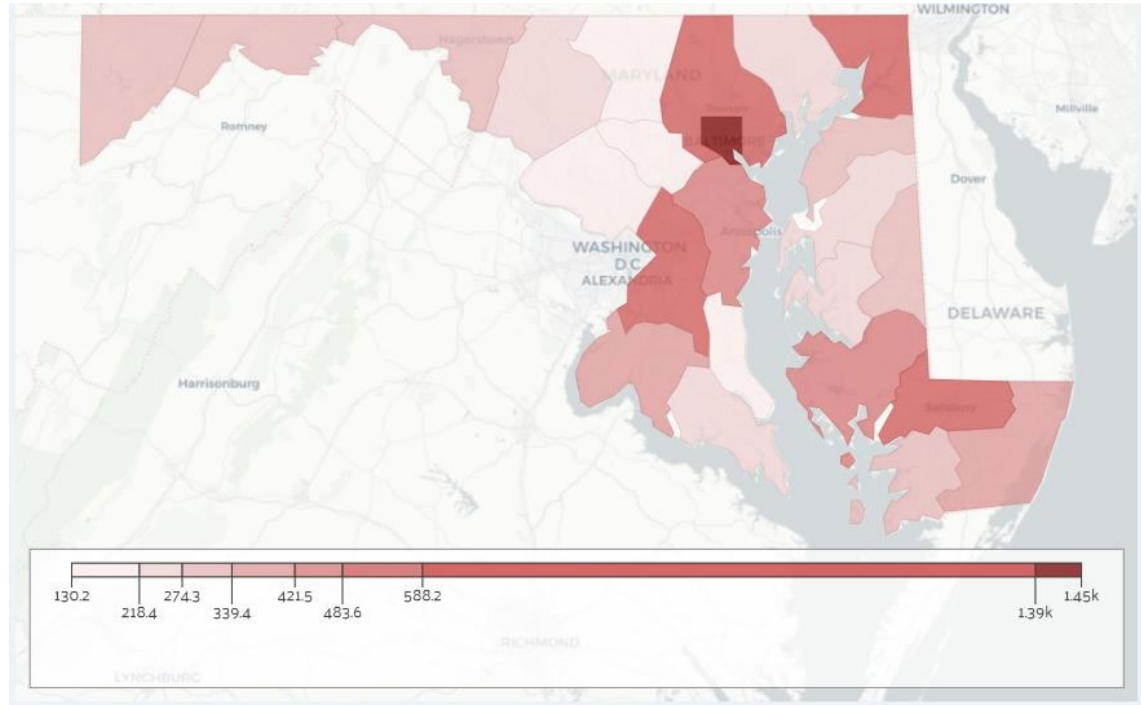 WILMINGTON
Hagerstown
MARYLAND
Towson
Millville
Romney
BALTIMORE
Dover
Annapolis
WASHINGTON
D.C.
ALEXANDRIA
DELAWARE
Harrisonburg
Salisbury
130.2 274.3 421.5 588.2 1.45k
218.4 339.4 483.6 1.39k
RICHMOND
LYNCHBURG